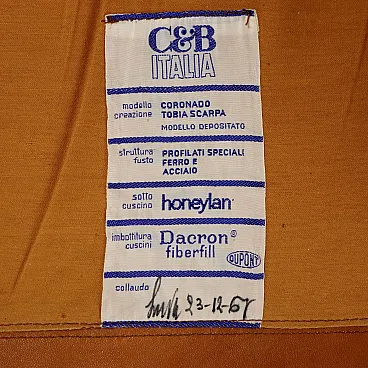 C&B
ITALIA
modello CORONADO
creazione TOBIA SCARPA
MODELLO DEPOSITATO
struttura PROFILATI SPECIALI
fusto FERRO E
ACCIAIO
sotto
cuscino honeylan
imbottitura Dacron®
cuscini fiberfill
DUPONT
collaudo 23-12-67